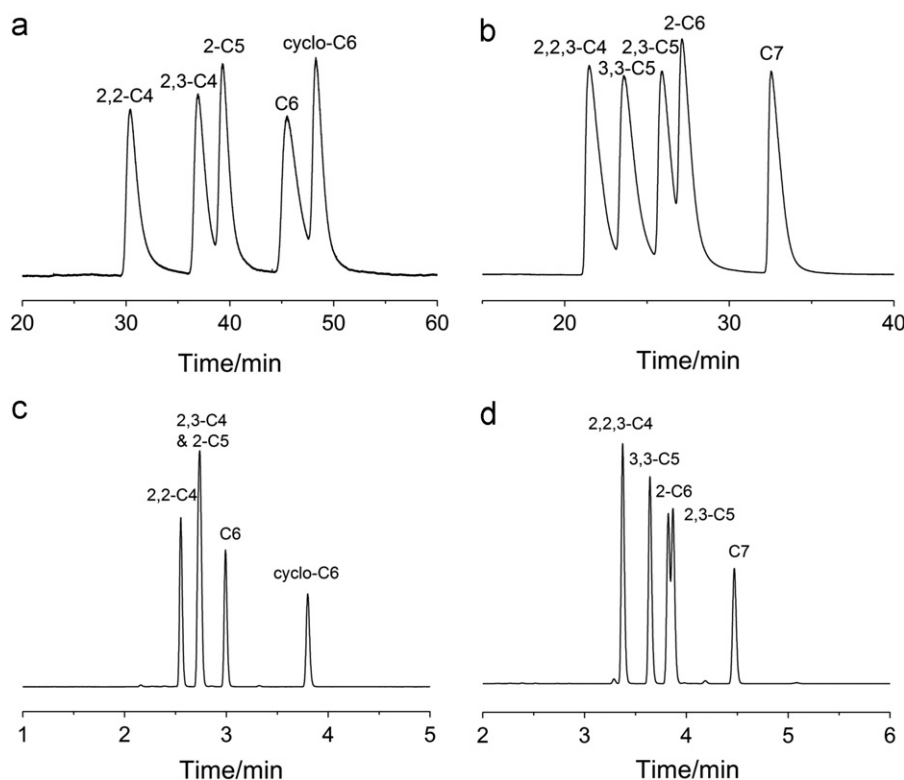 a
2,2-C4
2,3-C4
2-C5
C6
cyclo-C6
20 30 40 50 60
Time/min
b
2,2,3-C4
3,3-C5
2,3-C5
2-C6
C7
20 30 40
Time/min
c
2,2-C4
2,3-C4
& 2-C5
C6
cyclo-C6
1 2 3 4 5
Time/min
d
2,2,3-C4
3,3-C5
2-C6
2,3-C5
C7
2 3 4 5 6
Time/min